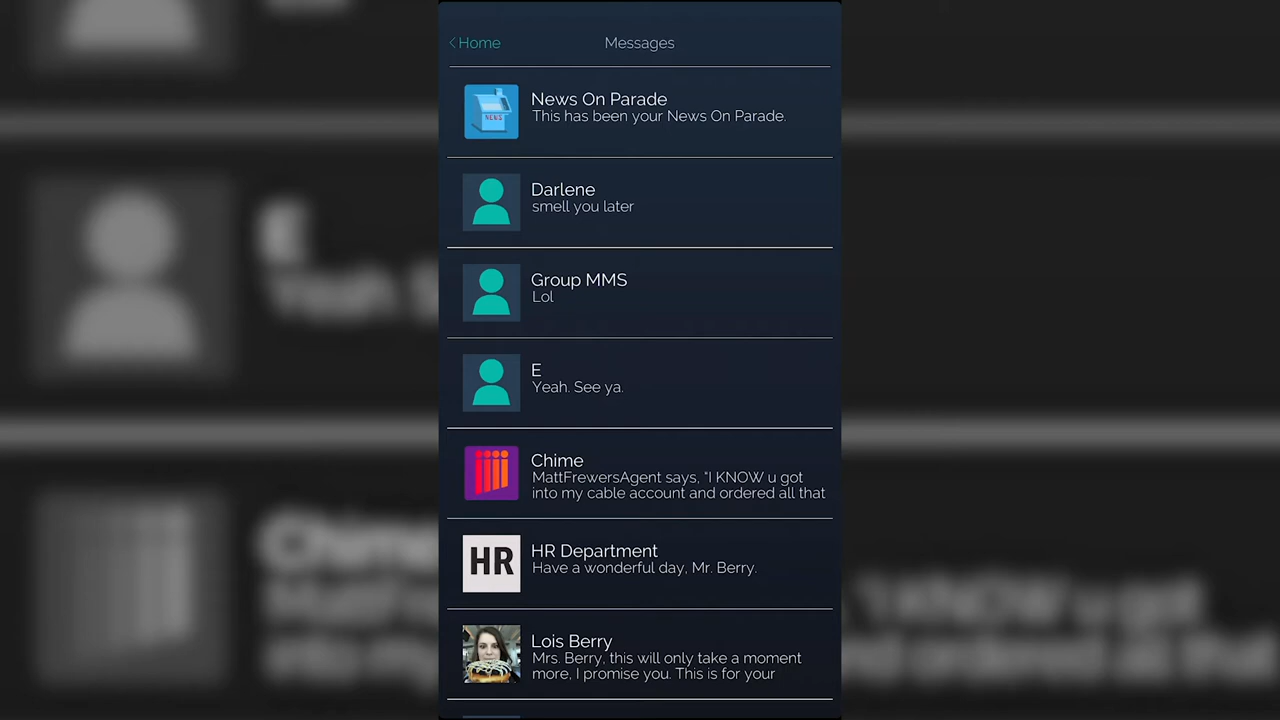 Home
Messages
News On Parade
This has been your News On Parade.
NEWS
Darlene
smell you later
Group MMS
Lol
E
Yeah. See ya.
Chime
MattFrewersAgent says, "I KNOW u got
into my cable account and ordered all that
HR
HR Department
Have a wonderful day, Mr. Berry.
Lois Berry
Mrs. Berry, this will only take a moment
more, I promise you. This is for your